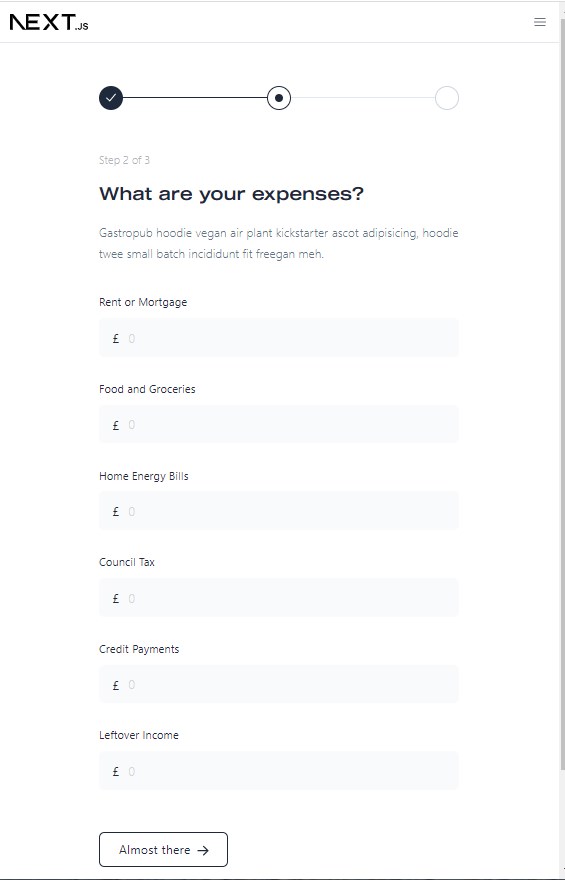 NEXT.JS
Step 2 of 3
What are your expenses?
Gastropub hoodie vegan air plant kickstarter ascot adipisicing, hoodie
twee small batch incididunt fit freegan meh.
Rent or Mortgage
£ 0
Food and Groceries
£ 0
Home Energy Bills
£ 0
Council Tax
£ 0
Credit Payments
£ 0
Leftover Income
£ 0
Almost there →